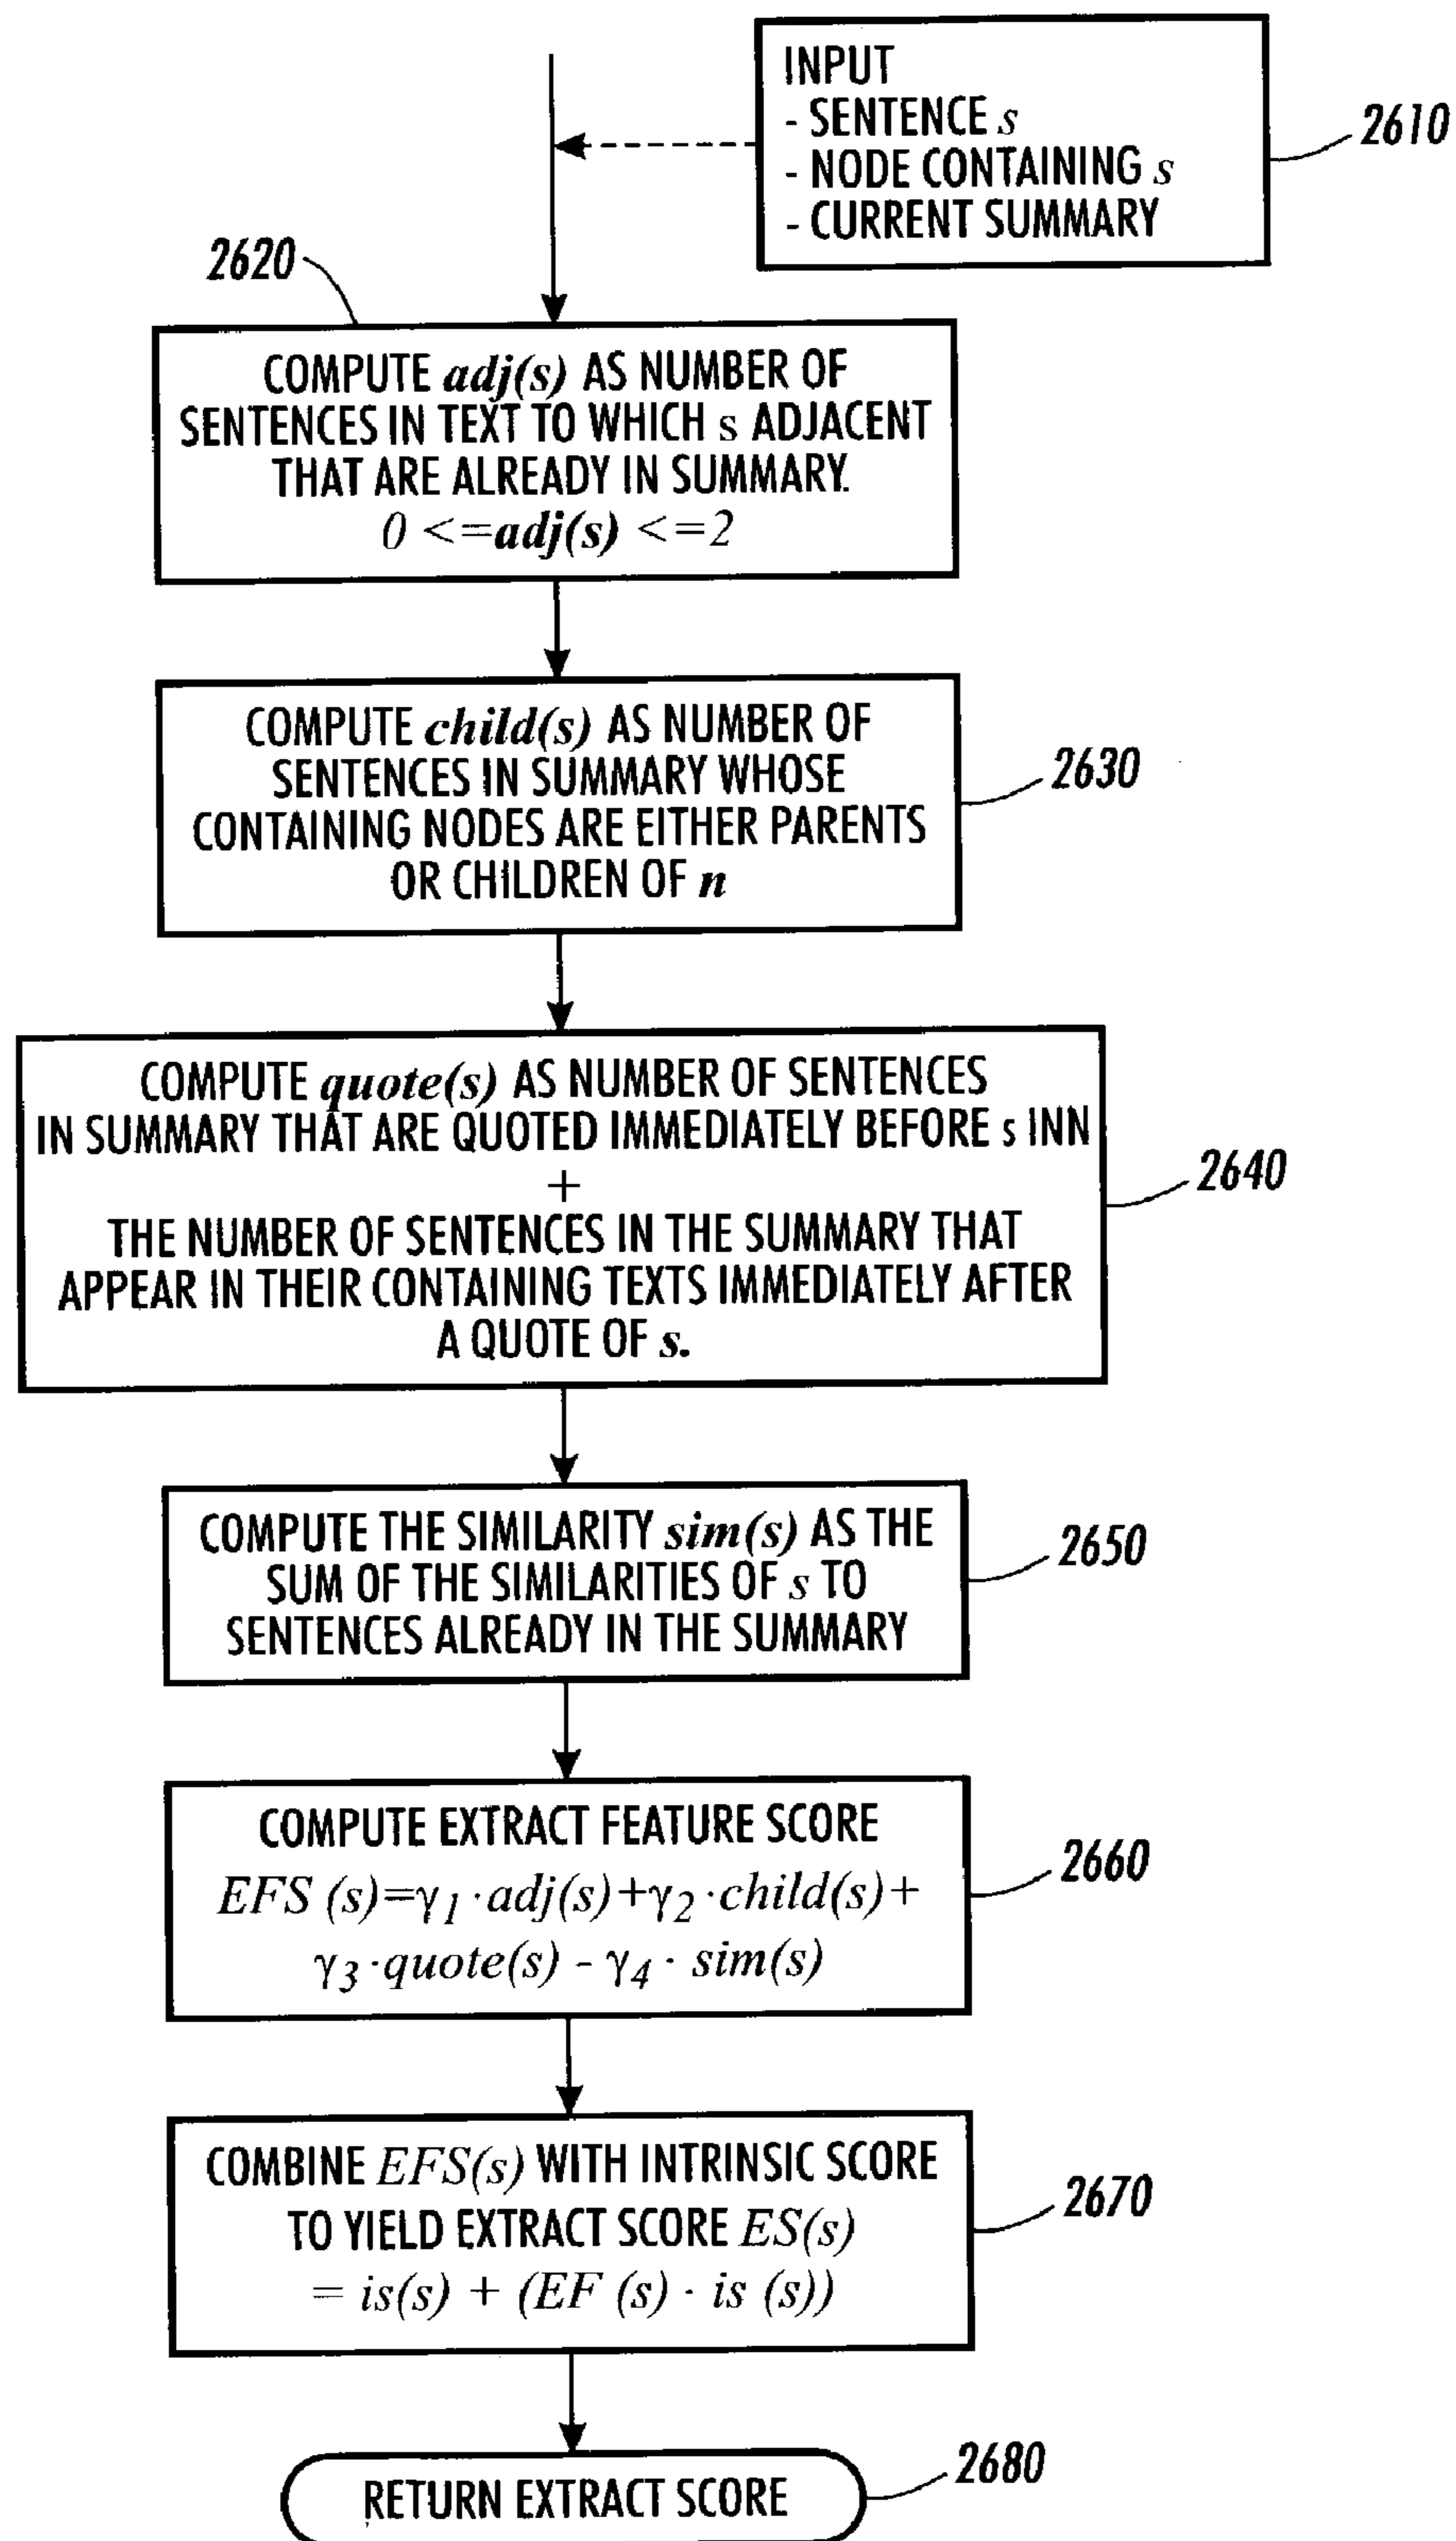 INPUT
- SENTENCE s
- NODE CONTAINING s
- CURRENT SUMMARY
2610
2620
COMPUTE adj(s) AS NUMBER OF
SENTENCES IN TEXT TO WHICH s ADJACENT
THAT ARE ALREADY IN SUMMARY.
0 <=adj(s) <=2
COMPUTE child(s) AS NUMBER OF
SENTENCES IN SUMMARY WHOSE
CONTAINING NODES ARE EITHER PARENTS
OR CHILDREN OF n
2630
COMPUTE quote(s) AS NUMBER OF SENTENCES
IN SUMMARY THAT ARE QUOTED IMMEDIATELY BEFORE s INN
+
THE NUMBER OF SENTENCES IN THE SUMMARY THAT
APPEAR IN THEIR CONTAINING TEXTS IMMEDIATELY AFTER
A QUOTE OF s.
2640
COMPUTE THE SIMILARITY sim(s) AS THE
SUM OF THE SIMILARITIES OF s TO
SENTENCES ALREADY IN THE SUMMARY
2650
COMPUTE EXTRACT FEATURE SCORE
EFS (s)=γ1·adj(s)+γ2·child(s)+
γ3·quote(s) - γ4· sim(s)
2660
COMBINE EFS(s) WITH INTRINSIC SCORE
TO YIELD EXTRACT SCORE ES(s)
= is(s) + (EF (s) · is (s))
2670
RETURN EXTRACT SCORE
2680